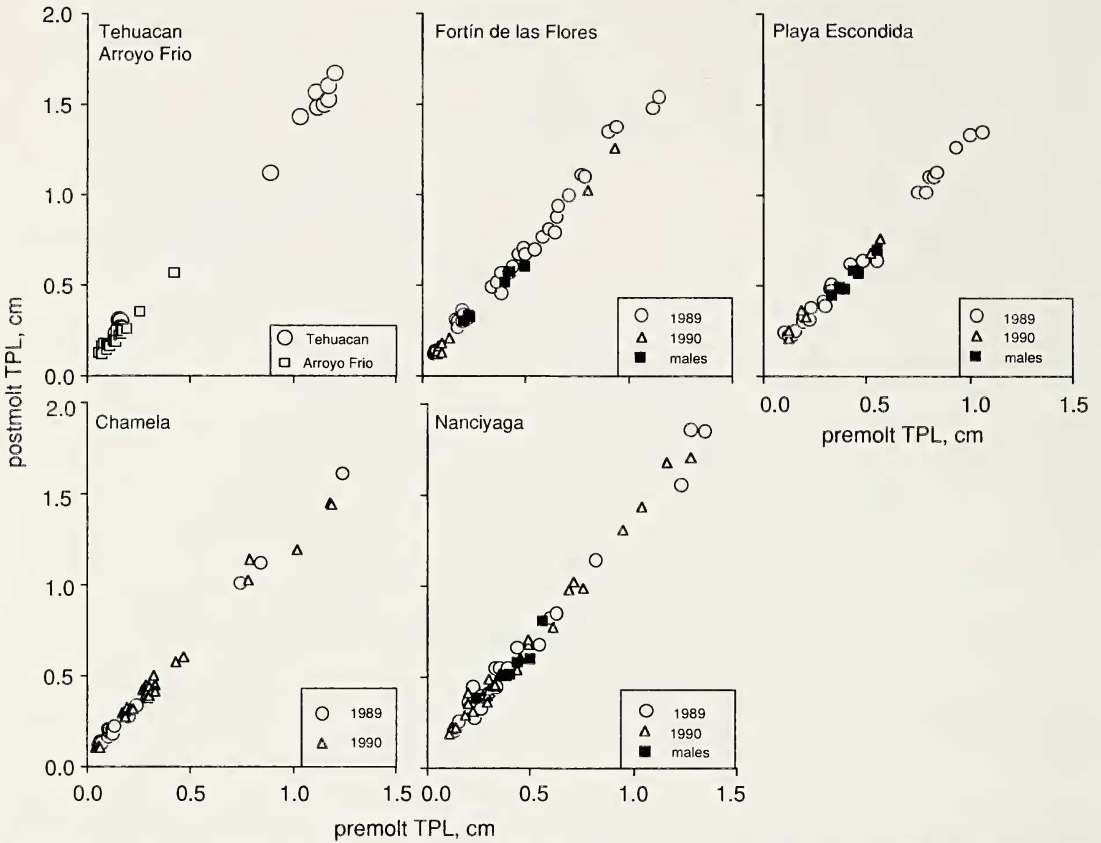 2.0
1.5
1.0
0.5
0.0
postmolt TPL, cm
Tehuacan
Arroyo Frio
Tehuacan
Arroyo Frio
Fortín de las Flores
1989
1990
males
Playa Escondida
1989
1990
males
0.0 0.5 1.0 1.5
premolt TPL, cm
2.0
1.5
1.0
0.5
0.0
Chamela
1989
1990
0.0 0.5 1.0 1.5
Nanciyaga
1989
1990
males
0.0 0.5 1.0 1.5
premolt TPL, cm